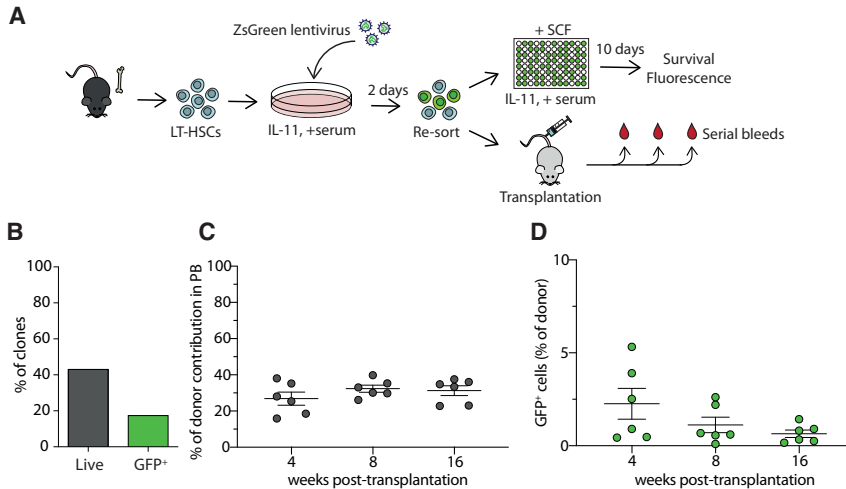 A
ZsGreen lentivirus
+ SCF
2 days
10 days
Survival
Fluorescence
LT-HSCs
IL-11, +serum
Re-sort
IL-11, + serum
Serial bleeds
Transplantation
B
% of clones
100
80
60
40
20
0
Live
GFP⁺
C
% of donor contribution in PB
100
80
60
40
20
0
4
8
16
weeks post-transplantation
D
GFP⁺ cells (% of donor)
10
5
0
4
8
16
weeks post-transplantation